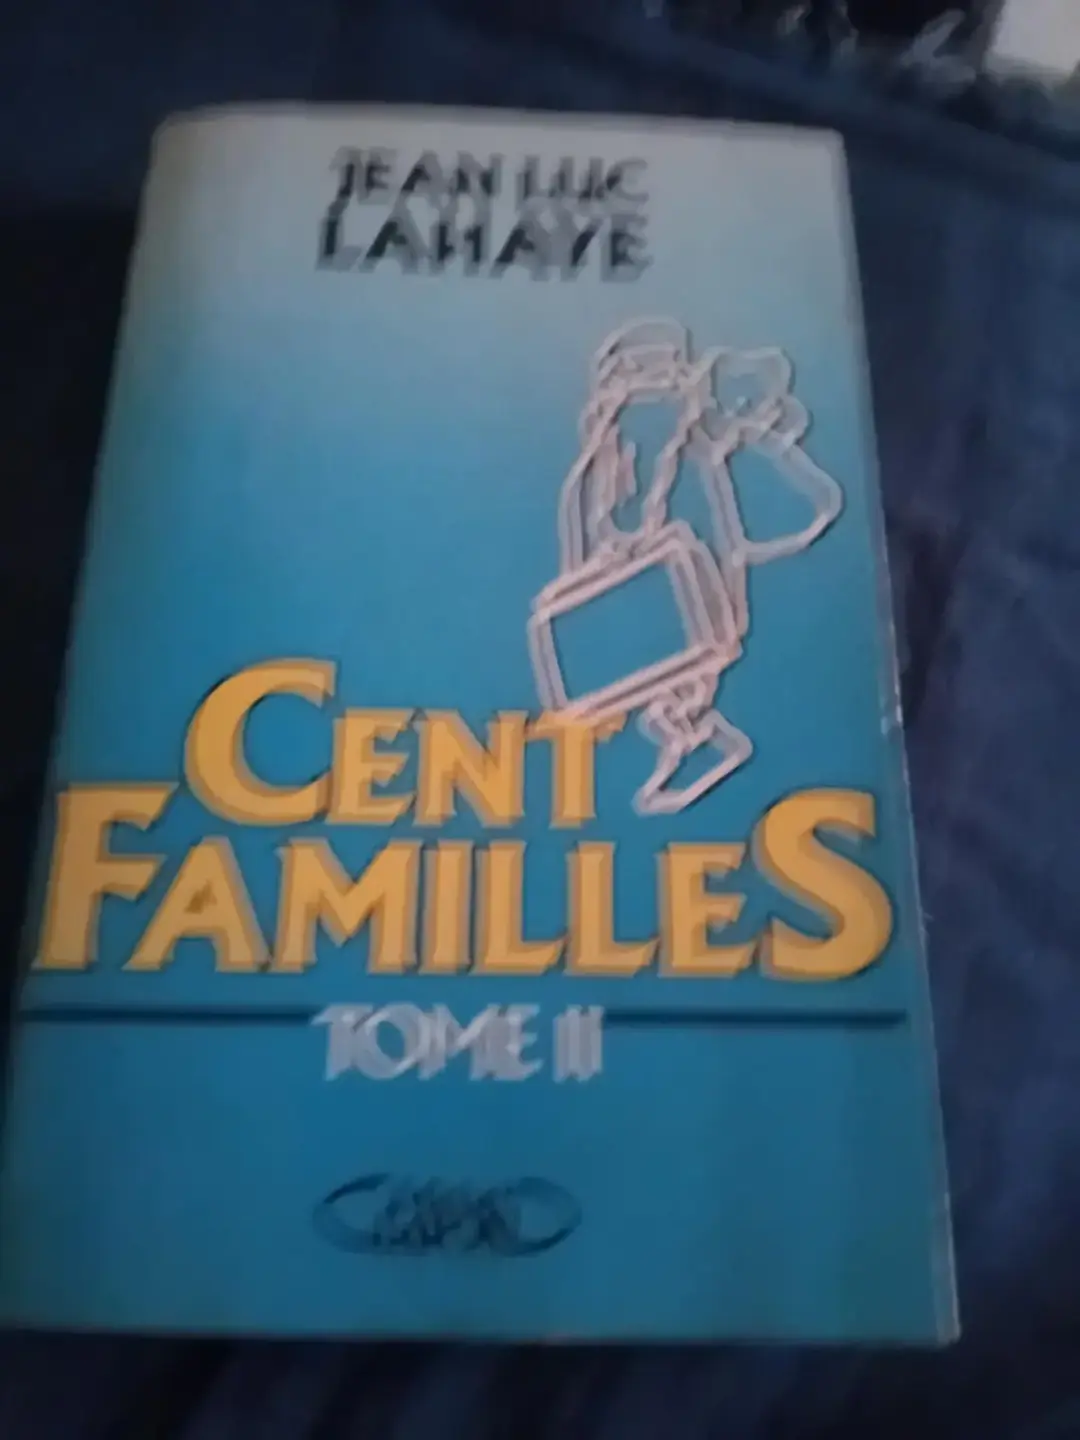 JEAN LUC
LAHAYE
CENT
FAMILLES
TOME II